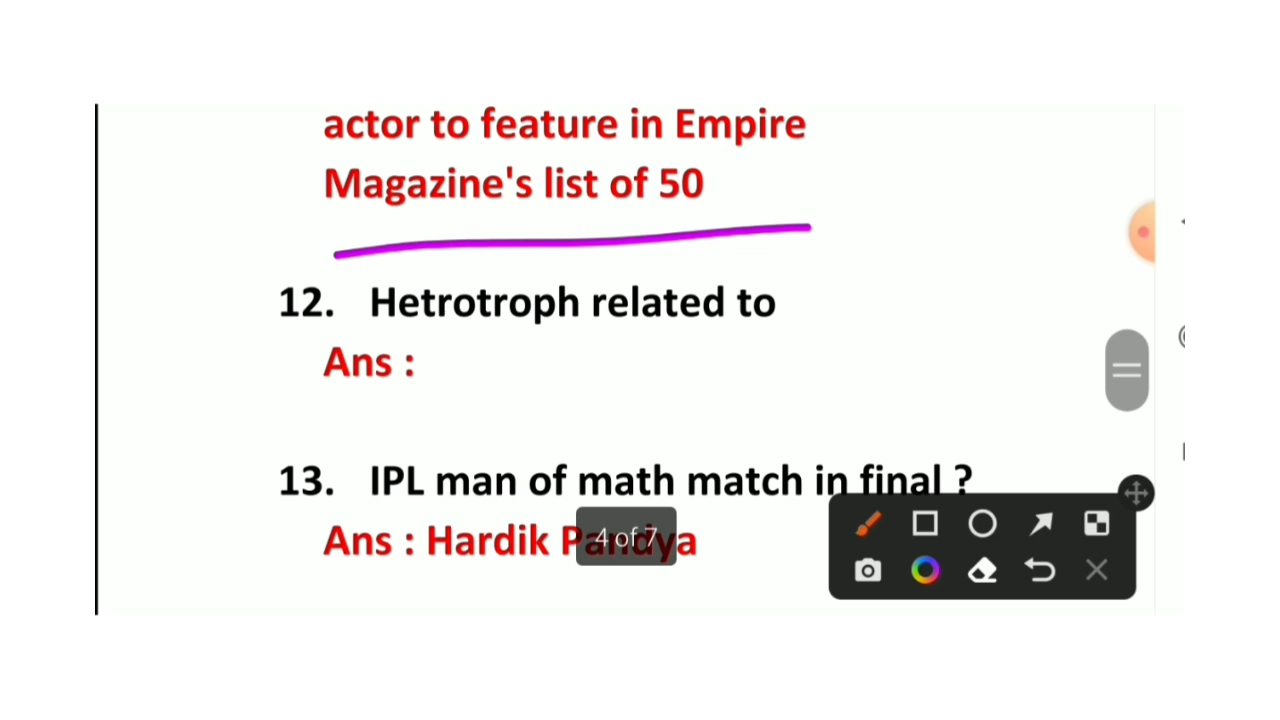 actor to feature in Empire
Magazine's list of 50
12. Hetrotroph related to
Ans :
13. IPL man of math match in final ?
Ans : Hardik Pandya
4 of 7